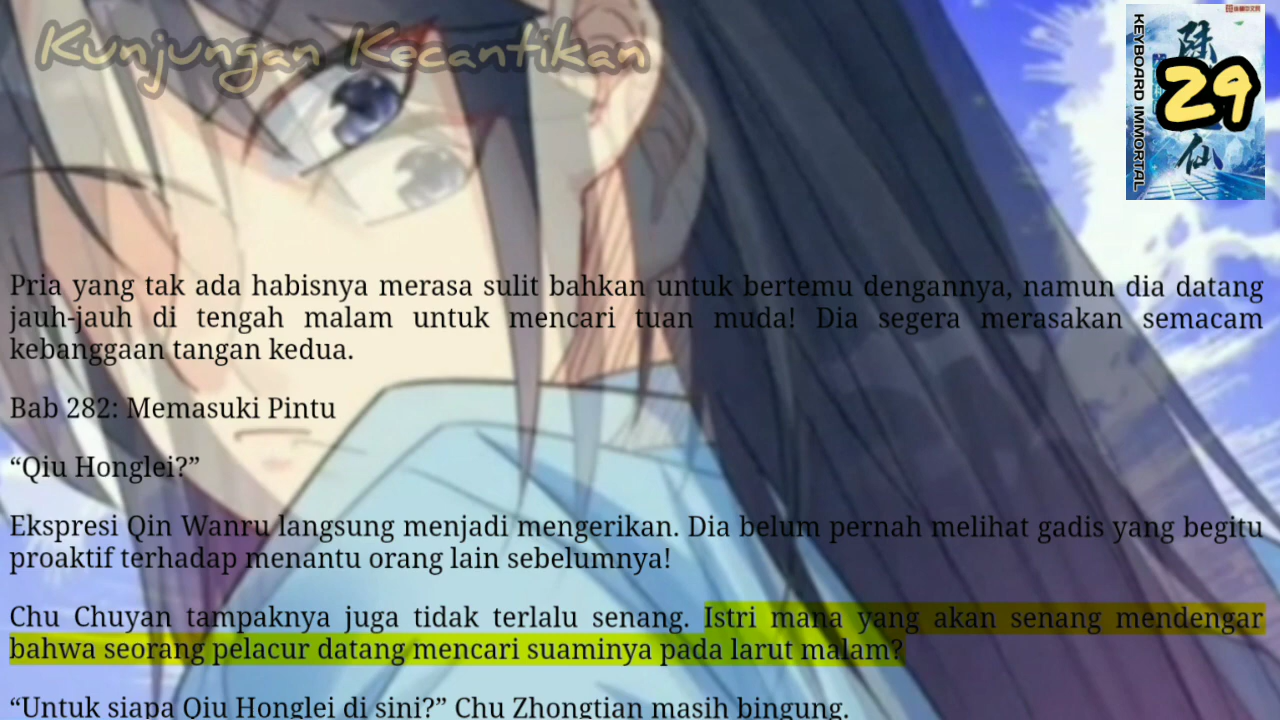 Kunjungan Kecantikan
KEYBOARD IMMORTAL
29
仙
Pria yang tak ada habisnya merasa sulit bahkan untuk bertemu dengannya, namun dia datang
jauh-jauh di tengah malam untuk mencari tuan muda! Dia segera merasakan semacam
kebanggaan tangan kedua.
Bab 282: Memasuki Pintu
“Qiu Honglei?”
Ekspresi Qin Wanru langsung menjadi mengerikan. Dia belum pernah melihat gadis yang begitu
proaktif terhadap menantu orang lain sebelumnya!
Chu Chuyan tampaknya juga tidak terlalu senang. Istri mana yang akan senang mendengar
bahwa seorang pelacur datang mencari suaminya pada larut malam?
“Untuk siapa Qiu Honglei di sini?” Chu Zhongtian masih bingung.